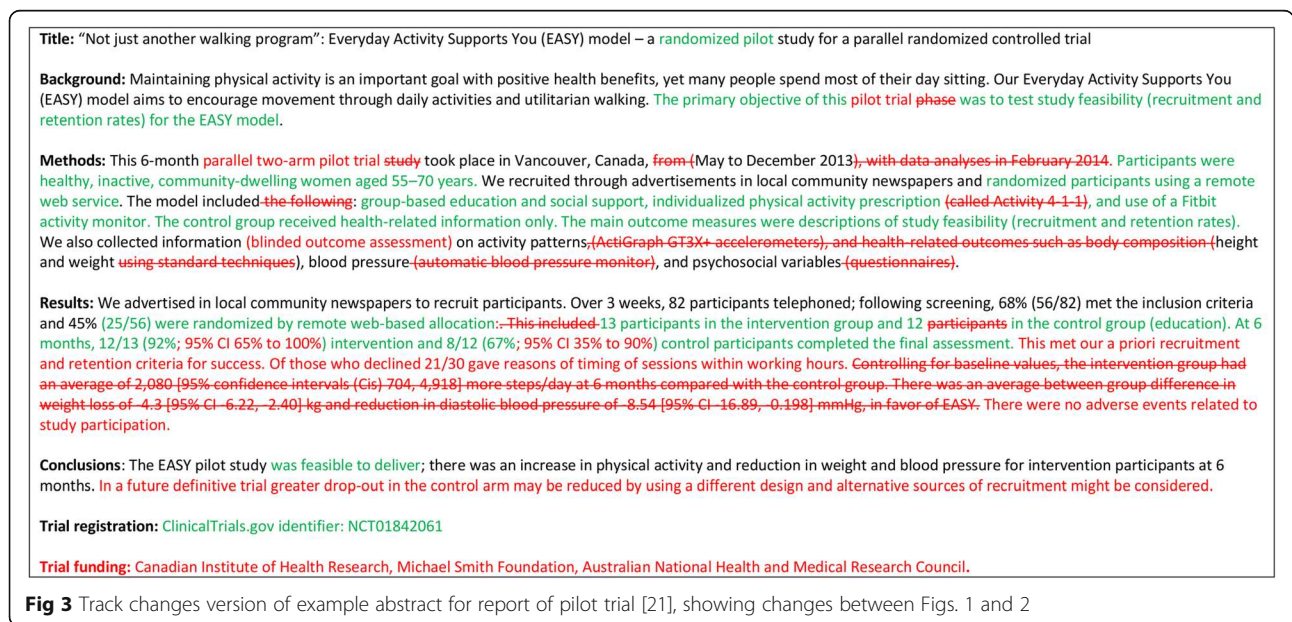 Title: “Not just another walking program”: Everyday Activity Supports You (EASY) model – a randomized pilot study for a parallel randomized controlled trial
Background: Maintaining physical activity is an important goal with positive health benefits, yet many people spend most of their day sitting. Our Everyday Activity Supports You
(EASY) model aims to encourage movement through daily activities and utilitarian walking. The primary objective of this pilot trial phase was to test study feasibility (recruitment and
retention rates) for the EASY model.
Methods: This 6-month parallel two-arm pilot trial study took place in Vancouver, Canada, from (May to December 2013), with data analyses in February 2014. Participants were
healthy, inactive, community-dwelling women aged 55–70 years. We recruited through advertisements in local community newspapers and randomized participants using a remote
web service. The model included the following: group-based education and social support, individualized physical activity prescription (called Activity 4-1-1), and use of a Fitbit
activity monitor. The control group received health-related information only. The main outcome measures were descriptions of study feasibility (recruitment and retention rates).
We also collected information (blinded outcome assessment) on activity patterns,(ActiGraph GT3X+ accelerometers), and health-related outcomes such as body composition (height
and weight using standard techniques), blood pressure (automatic blood pressure monitor), and psychosocial variables (questionnaires).
Results: We advertised in local community newspapers to recruit participants. Over 3 weeks, 82 participants telephoned; following screening, 68% (56/82) met the inclusion criteria
and 45% (25/56) were randomized by remote web-based allocation:. This included 13 participants in the intervention group and 12 participants in the control group (education). At 6
months, 12/13 (92%; 95% CI 65% to 100%) intervention and 8/12 (67%; 95% CI 35% to 90%) control participants completed the final assessment. This met our a priori recruitment
and retention criteria for success. Of those who declined 21/30 gave reasons of timing of sessions within working hours. Controlling for baseline values, the intervention group had
an average of 2,080 [95% confidence intervals (Cis) 704, 4,918] more steps/day at 6 months compared with the control group. There was an average between group difference in
weight loss of -4.3 [95% CI -6.22, -2.40] kg and reduction in diastolic blood pressure of -8.54 [95% CI -16.89, -0.198] mmHg, in favor of EASY. There were no adverse events related to
study participation.
Conclusions: The EASY pilot study was feasible to deliver; there was an increase in physical activity and reduction in weight and blood pressure for intervention participants at 6
months. In a future definitive trial greater drop-out in the control arm may be reduced by using a different design and alternative sources of recruitment might be considered.
Trial registration: ClinicalTrials.gov identifier: NCT01842061
Trial funding: Canadian Institute of Health Research, Michael Smith Foundation, Australian National Health and Medical Research Council.
Fig 3 Track changes version of example abstract for report of pilot trial [21], showing changes between Figs. 1 and 2